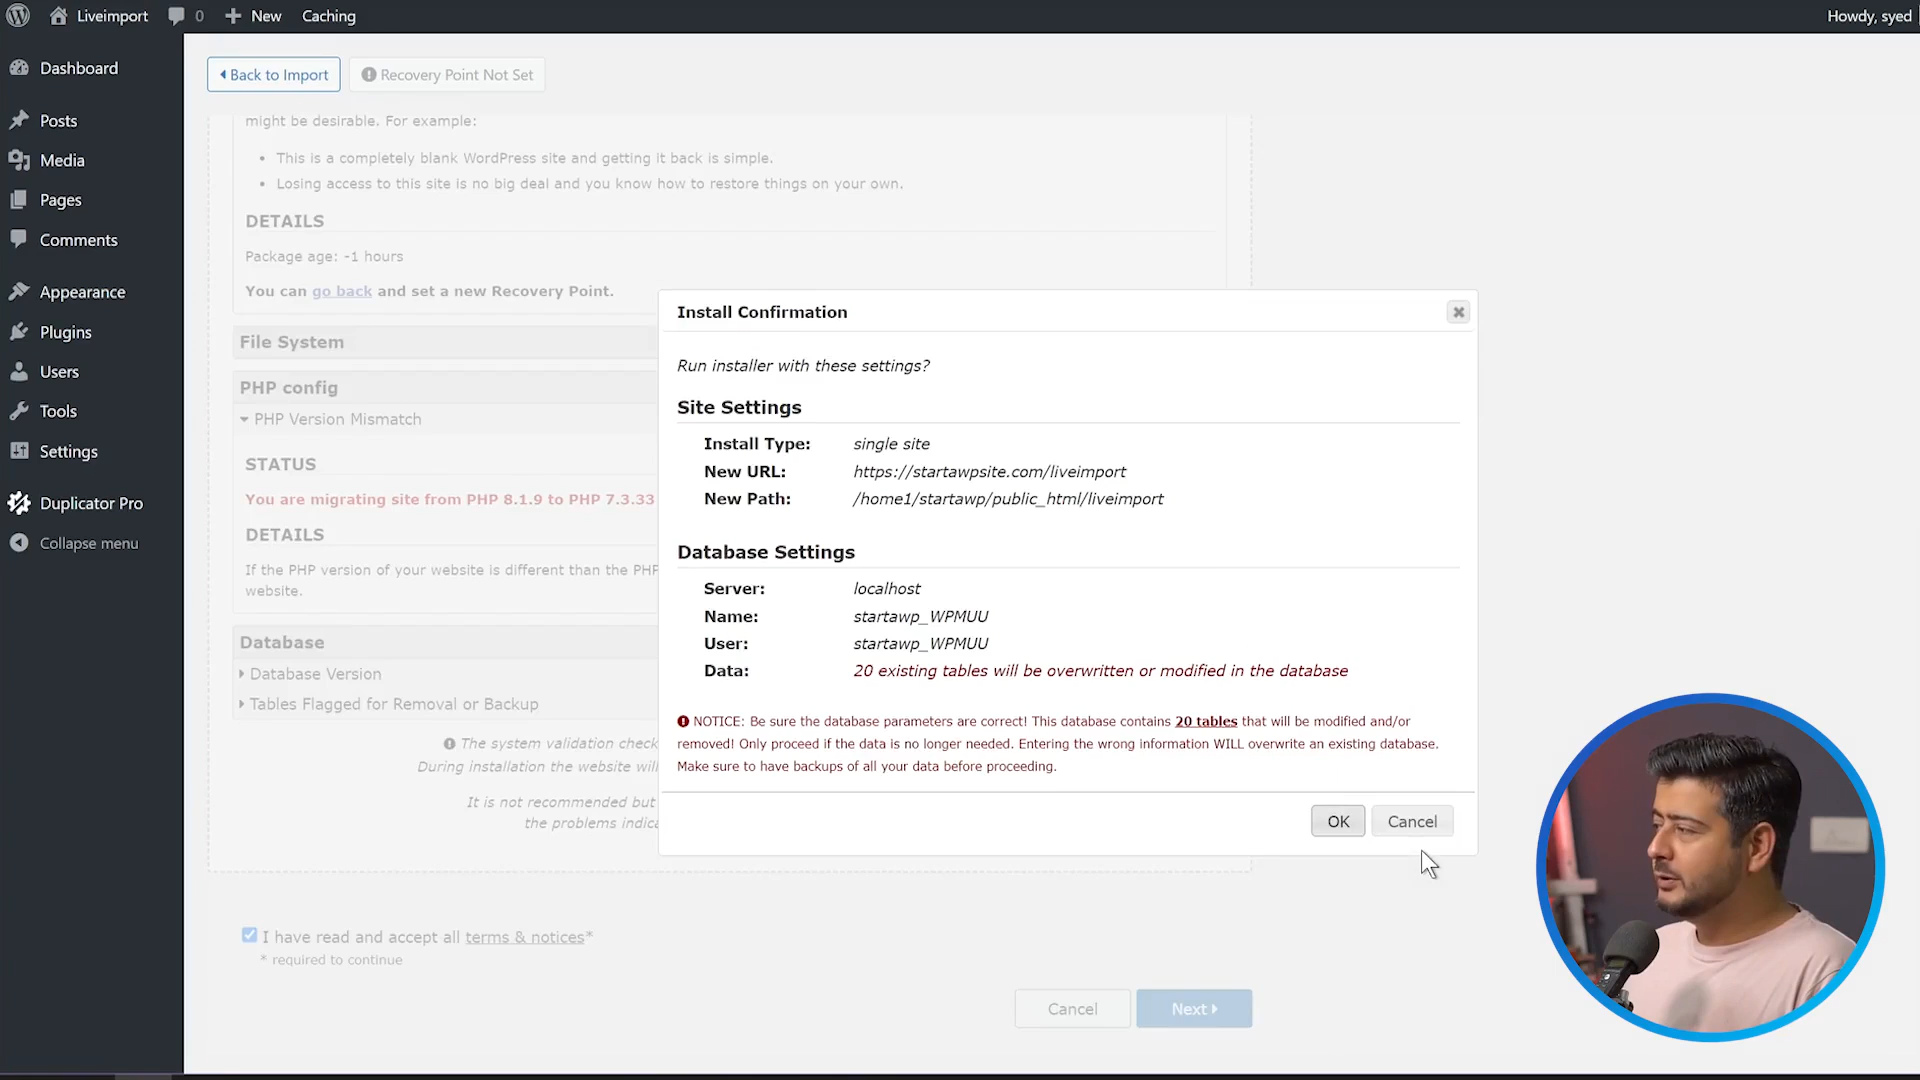 Liveimport
0
New
Caching
Howdy, syed
Dashboard
Posts
Media
Pages
Comments
Appearance
Plugins
Users
Tools
Settings
Duplicator Pro
Collapse menu
Back to Import
Recovery Point Not Set
might be desirable. For example:
• This is a completely blank WordPress site and getting it back is simple.
• Losing access to this site is no big deal and you know how to restore things on your own.
DETAILS
Package age: -1 hours
You can go back and set a new Recovery Point.
File System
PHP config
PHP Version Mismatch
STATUS
You are migrating site from PHP 8.1.9 to PHP 7.3.33
DETAILS
If the PHP version of your website is different than the PHP
website.
Database
Database Version
Tables Flagged for Removal or Backup
The system validation check
During installation the website will
It is not recommended but
the problems indica
I have read and accept all terms & notices*
* required to continue
Cancel
Next
Install Confirmation
Run installer with these settings?
Site Settings
Install Type: single site
New URL: https://startawpsite.com/liveimport
New Path: /home1/startawp/public_html/liveimport
Database Settings
Server: localhost
Name: startawp_WPMUU
User: startawp_WPMUU
Data: 20 existing tables will be overwritten or modified in the database
NOTICE: Be sure the database parameters are correct! This database contains 20 tables that will be modified and/or
removed! Only proceed if the data is no longer needed. Entering the wrong information WILL overwrite an existing database.
Make sure to have backups of all your data before proceeding.
OK
Cancel